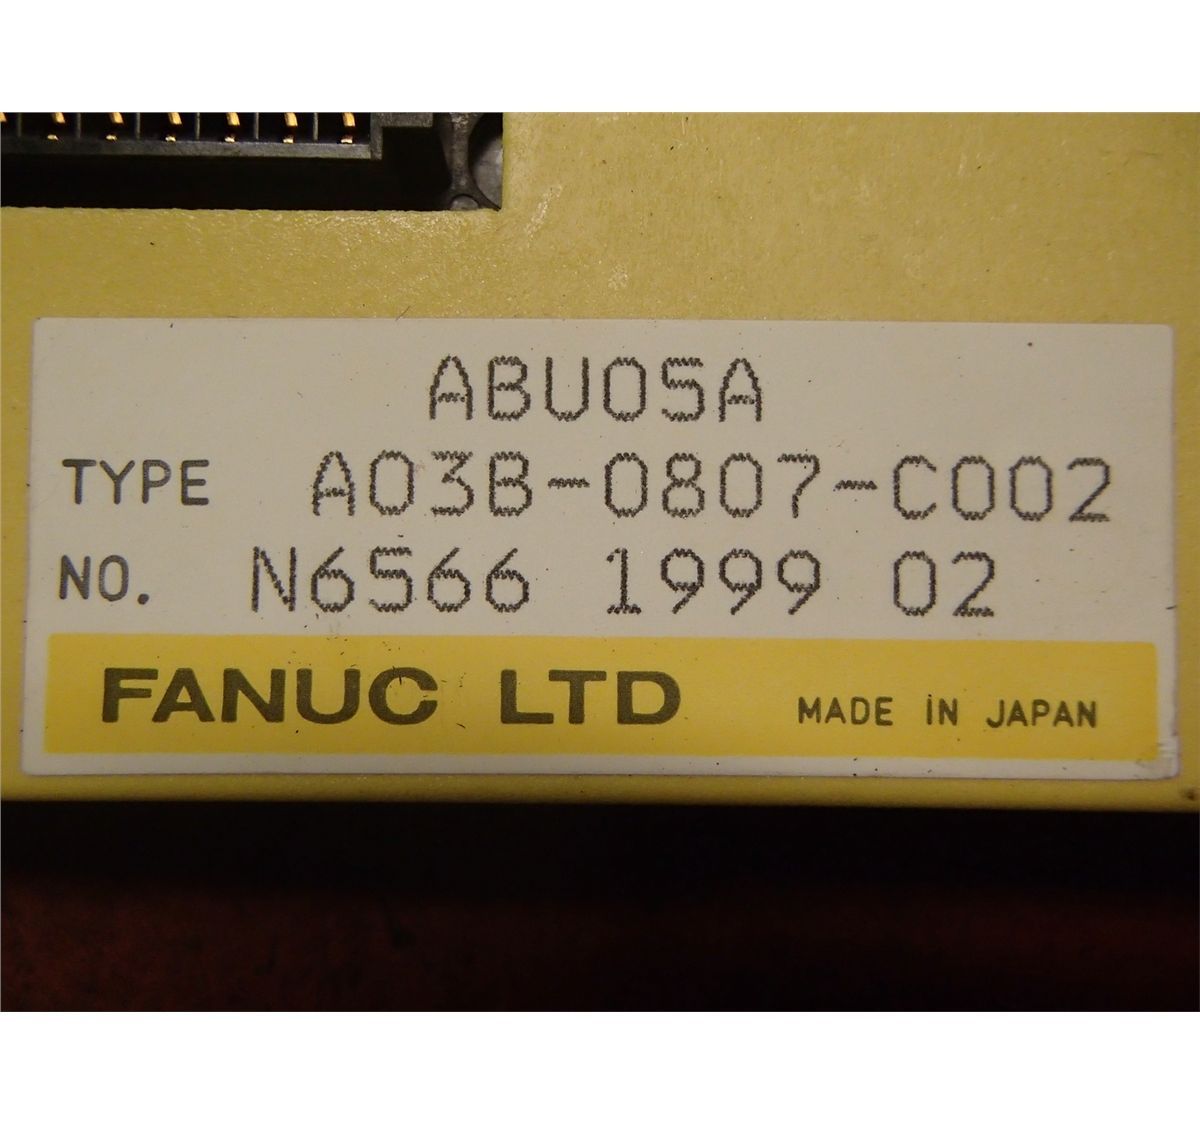 ABU05A
TYPE A03B-0807-C002
NO. N6566 1999 02
FANUC LTD MADE IN JAPAN